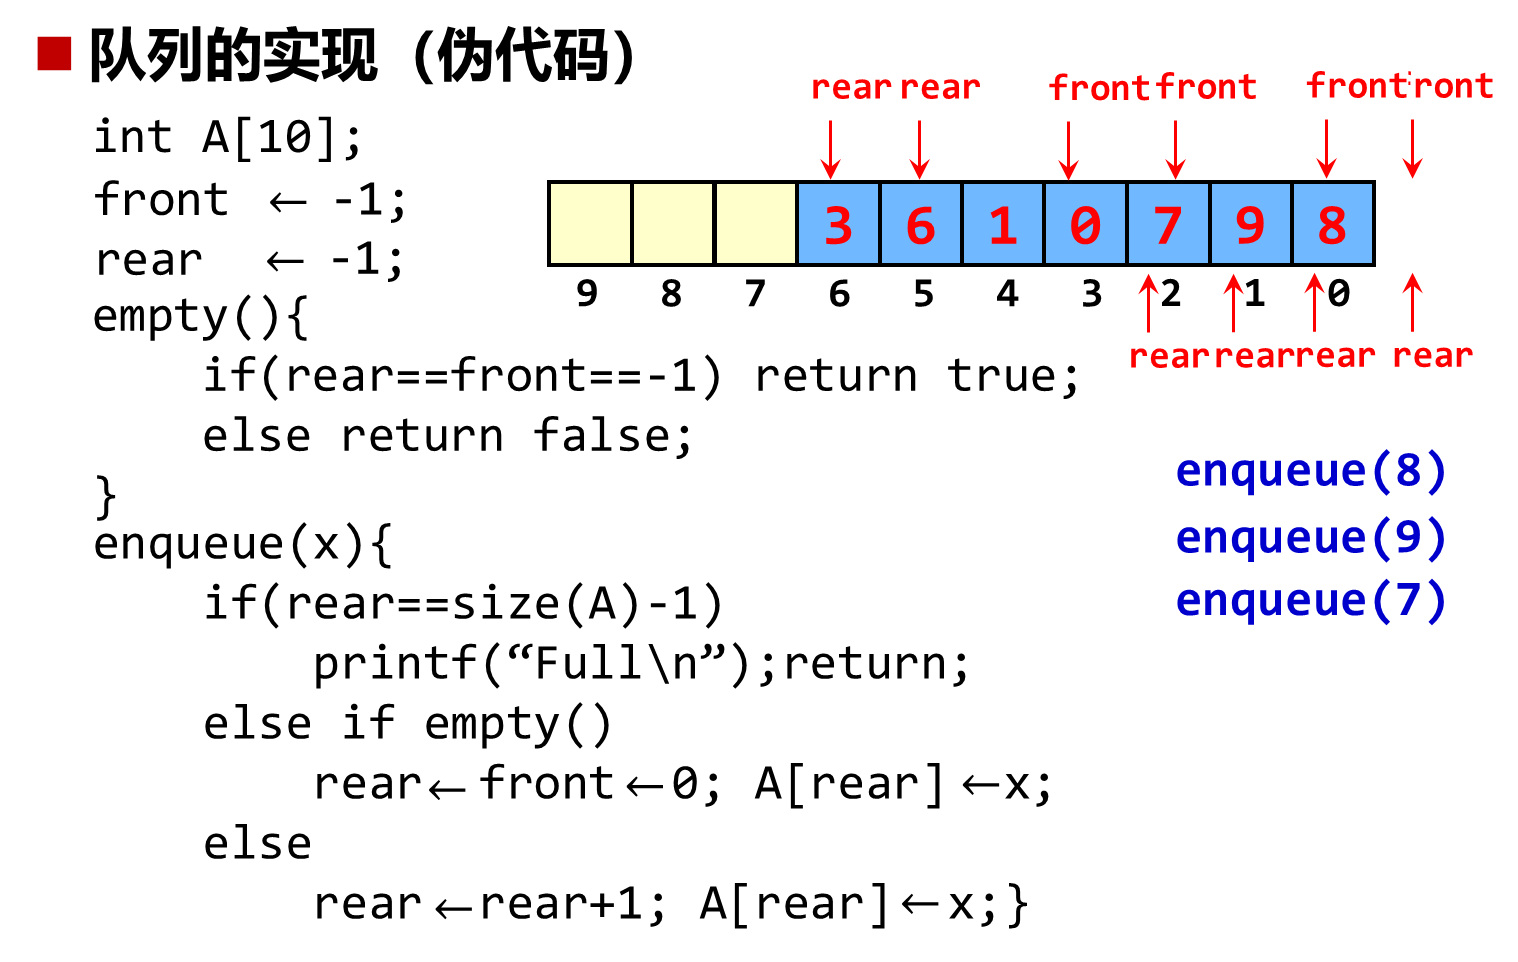 队列的实现（伪代码）
int A[10];
front ← -1;
rear ← -1;
empty(){
if(rear==front==-1) return true;
else return false;
}
enqueue(x){
if(rear==size(A)-1)
printf(“Full\n”);return;
else if empty()
rear←front←0; A[rear]←x;
else
rear←rear+1; A[rear]←x;}
rear rear front front front front
3 6 1 0 7 9 8
9 8 7 6 5 4 3 2 1 0
rear rear rear rear
enqueue(8)
enqueue(9)
enqueue(7)